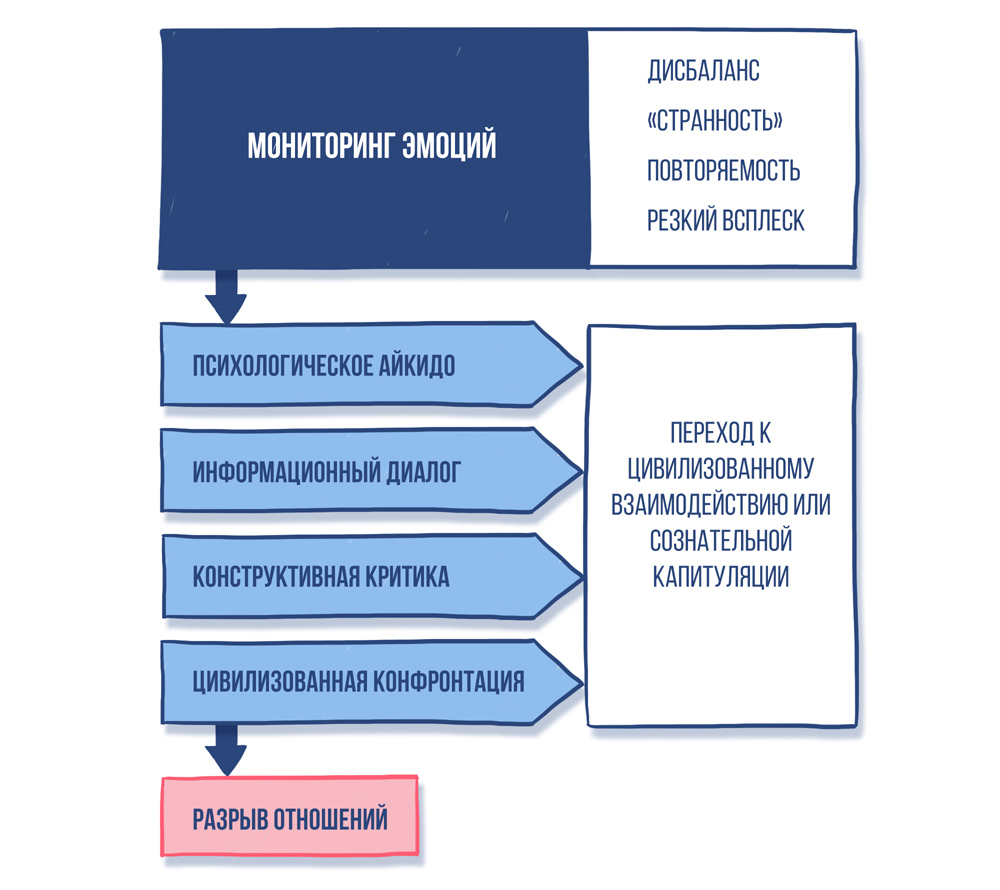 МОНИТОРИНГ ЭМОЦИЙ
ДИСБАЛАНС
«СТРАННОСТЬ»
ПОВТОРЯЕМОСТЬ
РЕЗКИЙ ВСПЛЕСК
ПСИХОЛОГИЧЕСКОЕ АЙКИДО
ИНФОРМАЦИОННЫЙ ДИАЛОГ
КОНСТРУКТИВНАЯ КРИТИКА
ЦИВИЛИЗОВАННАЯ КОНФРОНТАЦИЯ
ПЕРЕХОД К
ЦИВИЛИЗОВАННОМУ
ВЗАИМОДЕЙСТВИЮ ИЛИ
СОЗНАТЕЛЬНОЙ
КАПИТУЛЯЦИИ
РАЗРЫВ ОТНОШЕНИЙ